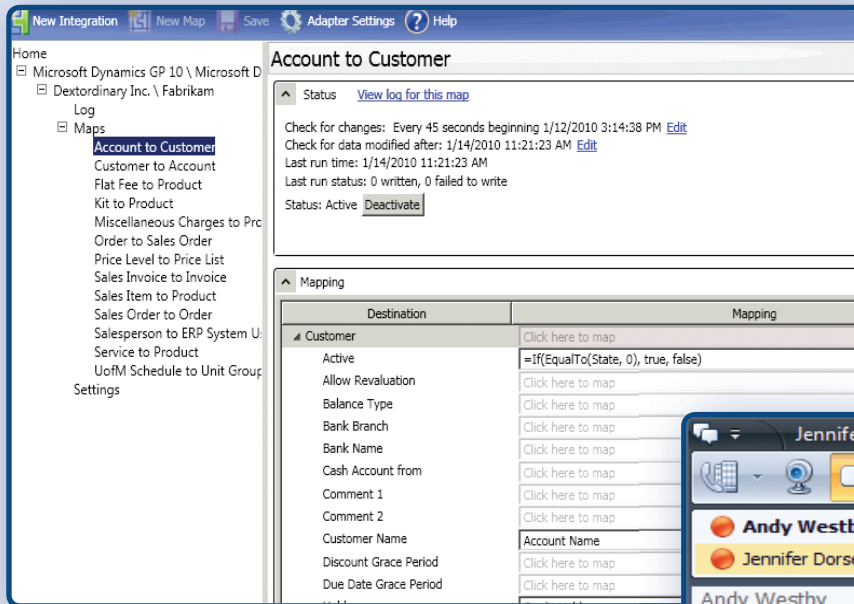 New Integration New Map Save Adapter Settings ? Help
Home
Microsoft Dynamics GP 10 \ Microsoft D
Dextordinary Inc. \ Fabrikam
Log
Maps
Account to Customer
Customer to Account
Flat Fee to Product
Kit to Product
Miscellaneous Charges to Prc
Order to Sales Order
Price Level to Price List
Sales Invoice to Invoice
Sales Item to Product
Sales Order to Order
Salesperson to ERP System U
Service to Product
UofM Schedule to Unit Group
Settings
Account to Customer
Status View log for this map
Check for changes: Every 45 seconds beginning 1/12/2010 3:14:38 PM Edit
Check for data modified after: 1/14/2010 11:21:23 AM Edit
Last run time: 1/14/2010 11:21:23 AM
Last run status: 0 written, 0 failed to write
Status: Active Deactivate
Mapping
Destination Mapping
Customer Click here to map
Active =If(EqualTo(State, 0), true, false)
Allow Revaluation Click here to map
Balance Type Click here to map
Bank Branch Click here to map
Bank Name Click here to map
Cash Account from Click here to map
Comment 1 Click here to map
Comment 2 Click here to map
Customer Name Account Name
Discount Grace Period Click here to map
Due Date Grace Period Click here to map
Jennife
Andy Westb
Jennifer Dorse
Andy Westby